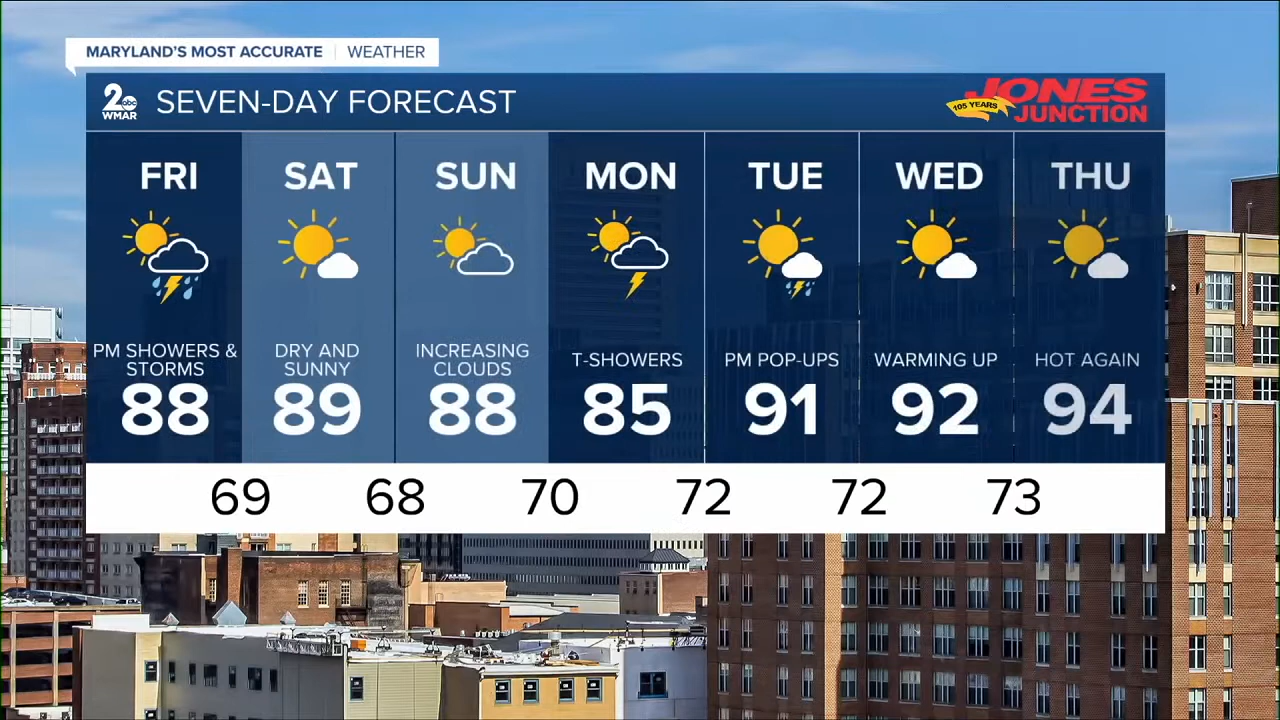 MARYLAND'S MOST ACCURATE | WEATHER
2 abc
WMAR
SEVEN-DAY FORECAST
105 YEARS
JONES
JUNCTION
FRI SAT SUN MON TUE WED THU
PM SHOWERS & STORMS
DRY AND SUNNY
INCREASING CLOUDS
T-SHOWERS
PM POP-UPS
WARMING UP
HOT AGAIN
88 89 88 85 91 92 94
69 68 70 72 72 73